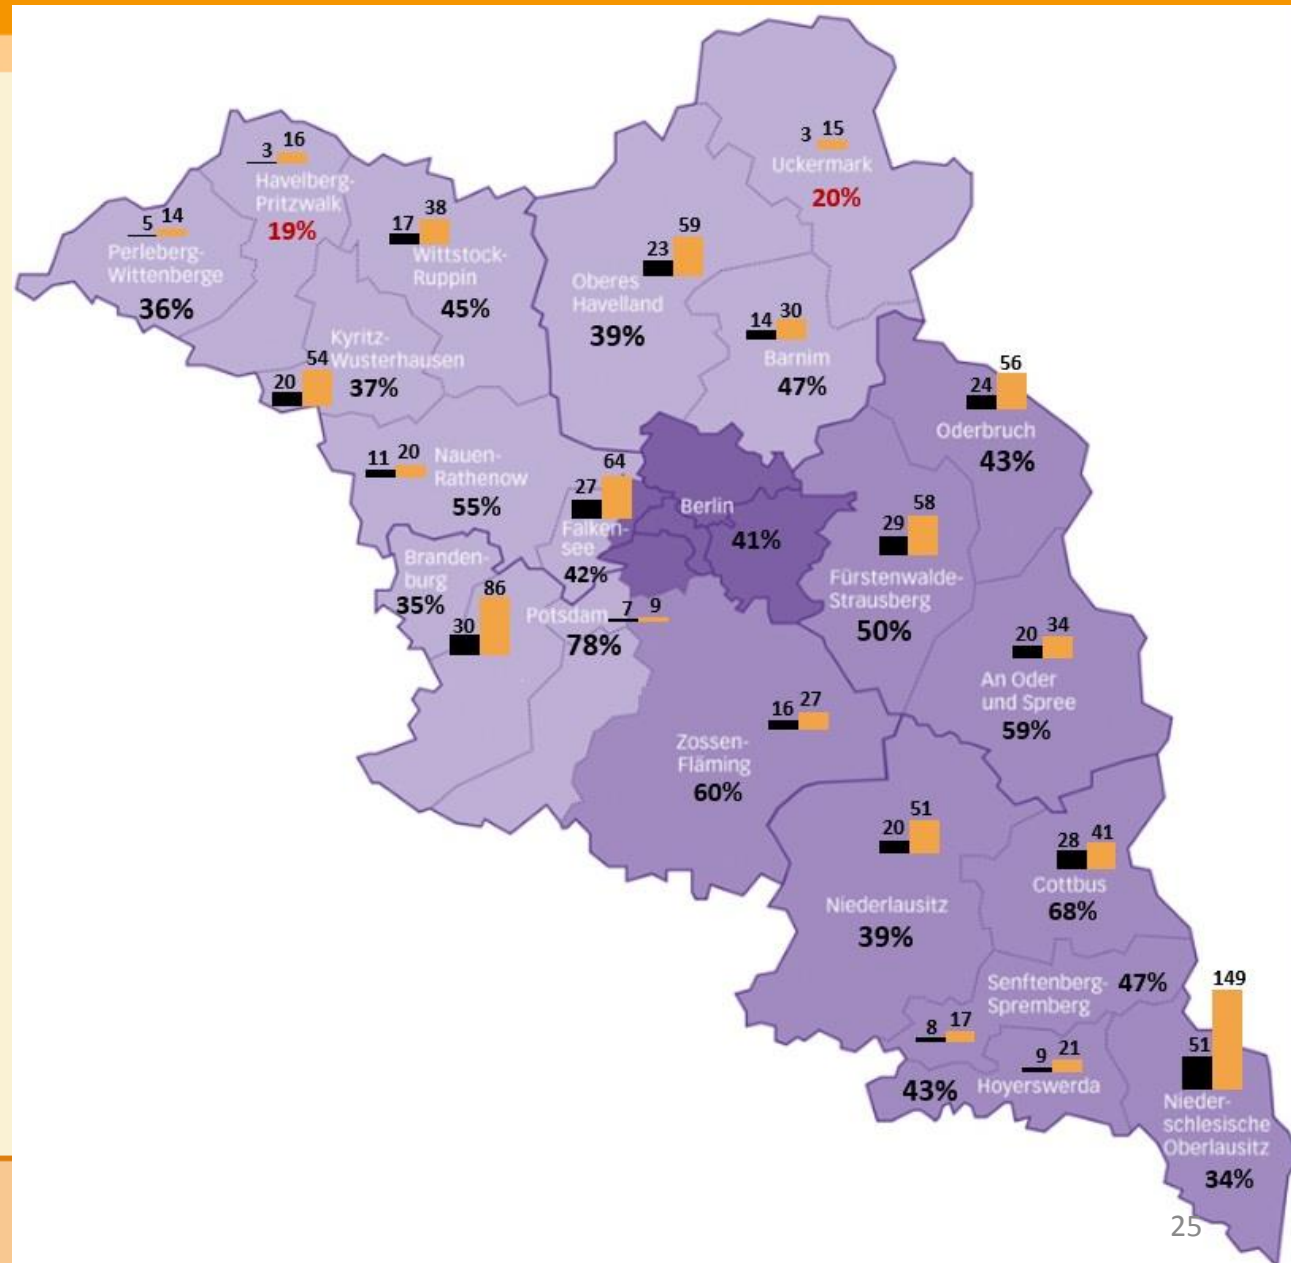 3 15
Uckermark
20%
3 16
Havelberg-
Pritzwalk
19%
5 14
Perleberg-
Wittenberge
36%
17 38
Wittstock-
Ruppin
45%
23 59
Oberes
Havelland
39%
14 30
Barnim
47%
Kyritz-
Wusterhausen
20 54
37%
24 56
Oderbruch
43%
11 20
Nauen-
Rathenow
55%
27 64
Falken-
see
42%
Berlin
41%
29 58
Fürstenwalde-
Strausberg
50%
Branden-
burg
35%
30 86
Potsdam
7 9
78%
20 34
An Oder
und Spree
59%
16 27
Zossen-
Fläming
60%
20 51
Niederlausitz
39%
28 41
Cottbus
68%
Senftenberg-
Spremberg
47%
8 17
9 21
Hoyerswerda
43%
51 149
Nieder-
schlesische
Oberlausitz
34%
25